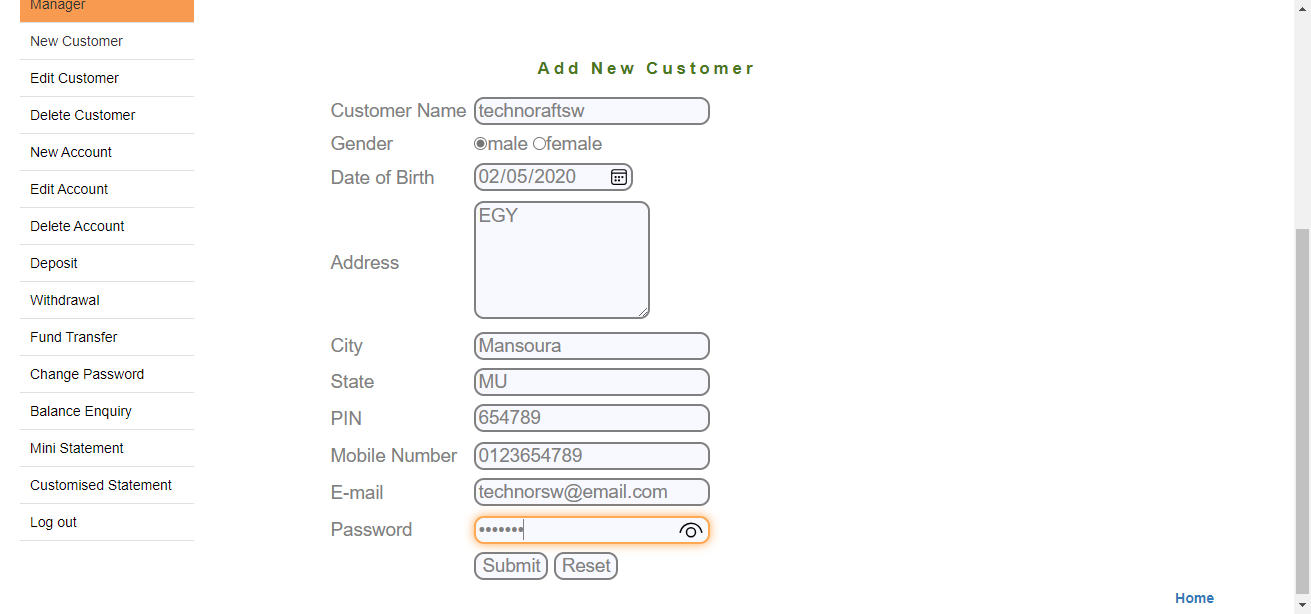 Manager
New Customer
Edit Customer
Delete Customer
New Account
Edit Account
Delete Account
Deposit
Withdrawal
Fund Transfer
Change Password
Balance Enquiry
Mini Statement
Customised Statement
Log out
Add New Customer
Customer Name technoraftsw
Gender male female
Date of Birth 02/05/2020
Address EGY
City Mansoura
State MU
PIN 654789
Mobile Number 0123654789
E-mail technorsw@email.com
Password •••••••
Submit Reset
Home